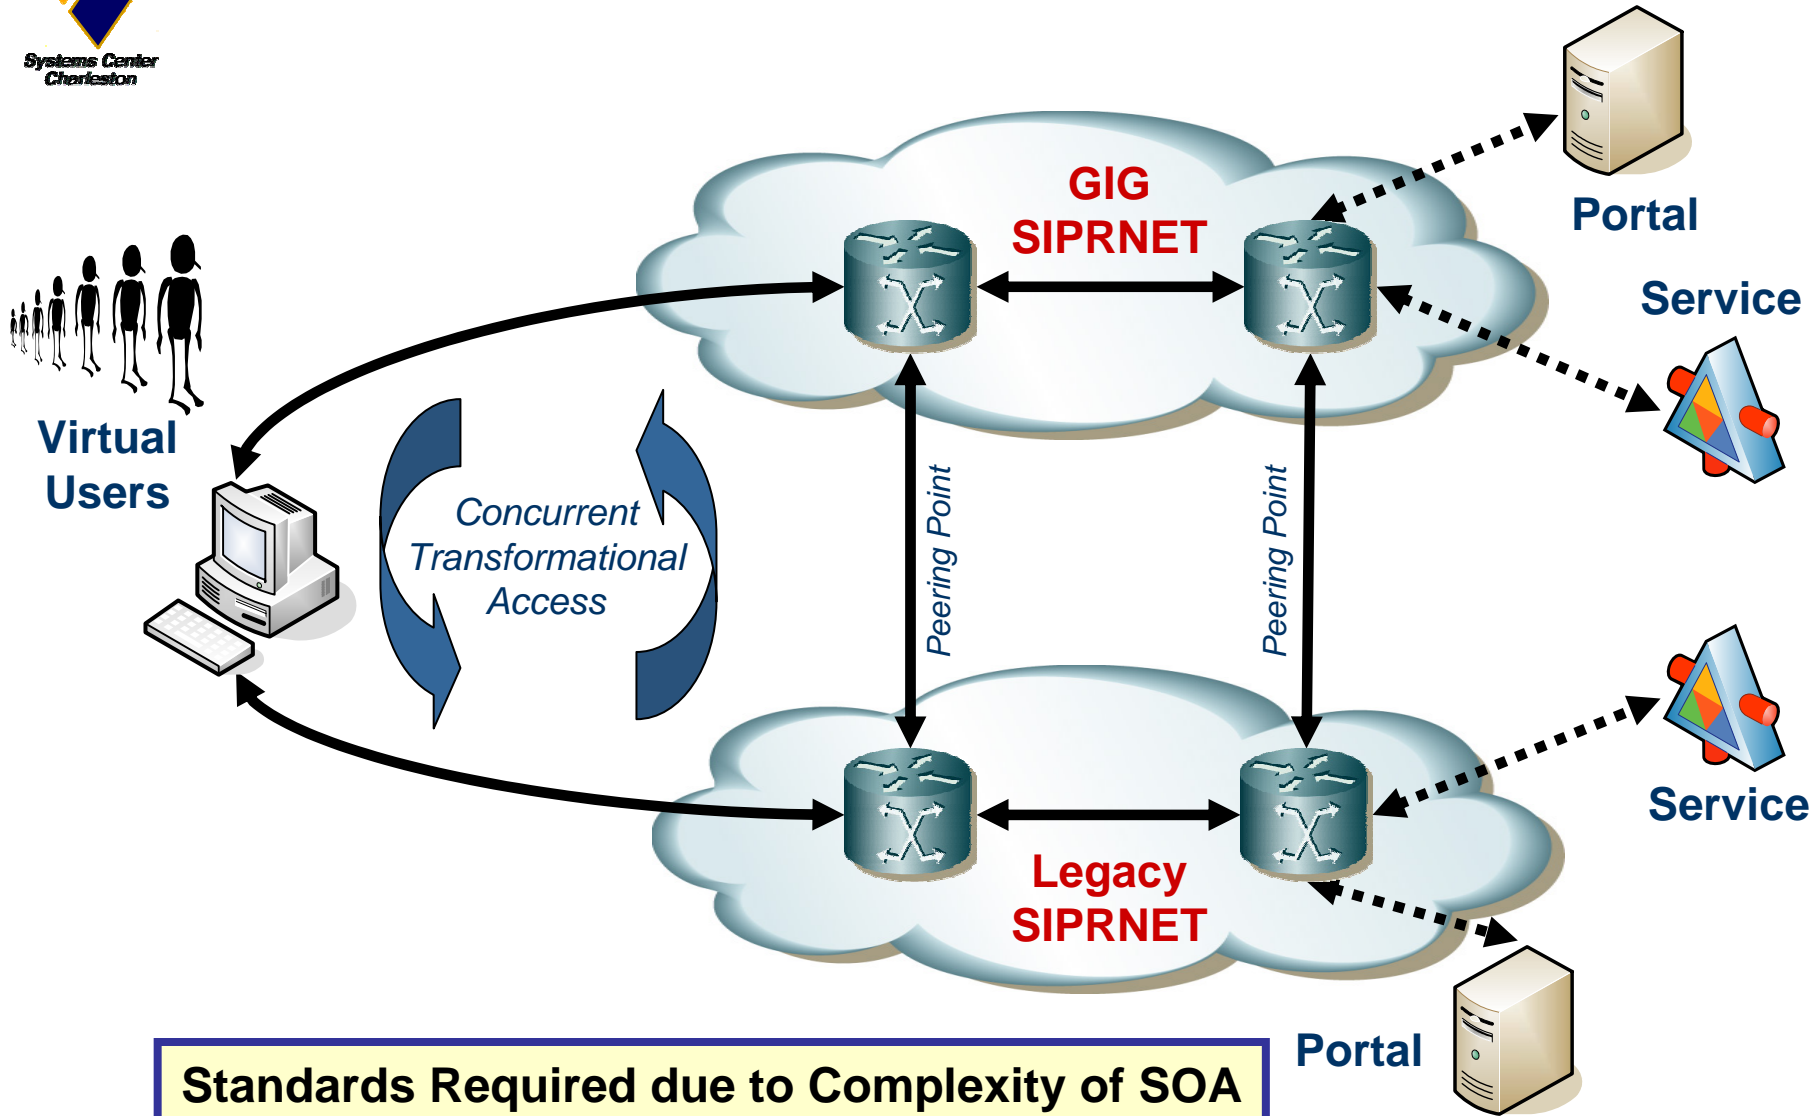 Systems Center
Charleston
GIG
SIPRNET
Portal
Service
Virtual
Users
Concurrent
Transformational
Access
Peering Point
Peering Point
Service
Legacy
SIPRNET
Portal
Standards Required due to Complexity of SOA